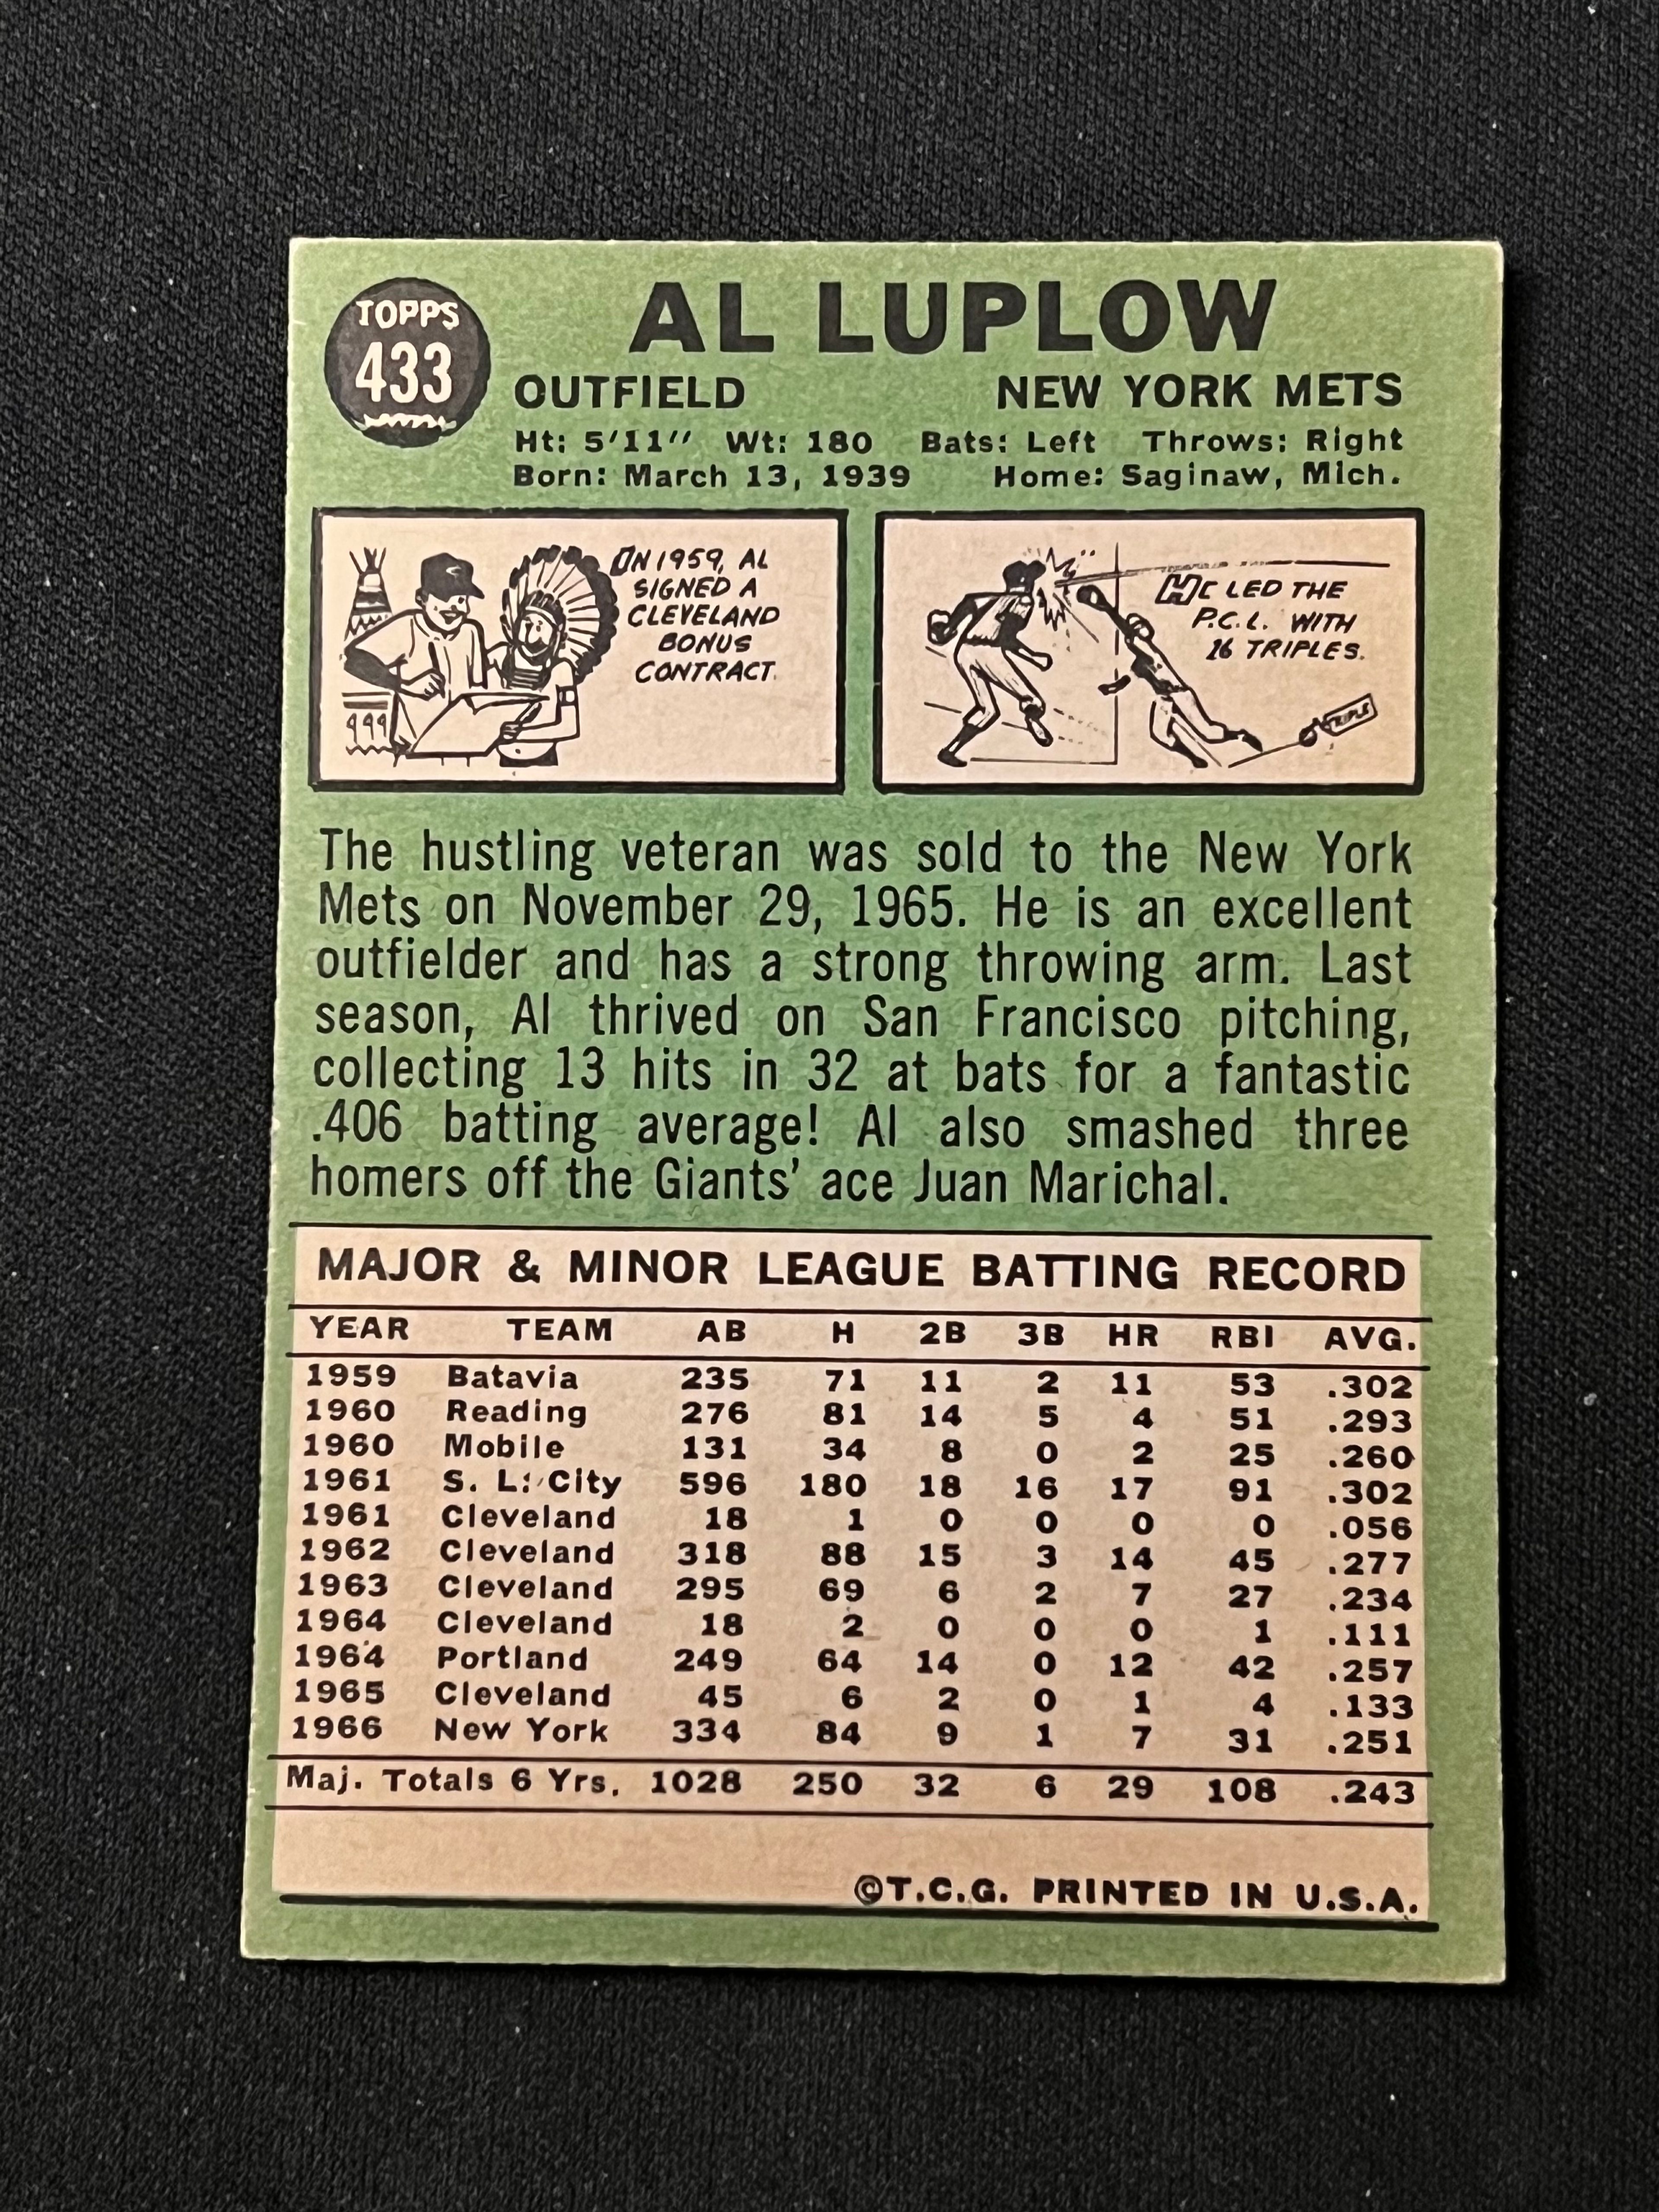 TOPPS
433
AL LUPLOW
OUTFIELD NEW YORK METS
Ht: 5'11" Wt: 180 Bats: Left Throws: Right
Born: March 13, 1939 Home: Saginaw, Mich.
ON 1959, AL
SIGNED A
CLEVELAND
BONUS
CONTRACT.
HE LED THE
P.C.L. WITH
16 TRIPLES.
TRIPLE
The hustling veteran was sold to the New York
Mets on November 29, 1965. He is an excellent
outfielder and has a strong throwing arm. Last
season, Al thrived on San Francisco pitching,
collecting 13 hits in 32 at bats for a fantastic
.406 batting average! Al also smashed three
homers off the Giants' ace Juan Marichal.
MAJOR & MINOR LEAGUE BATTING RECORD
YEAR TEAM AB H 2B 3B HR RBI AVG.
1959 Batavia 235 71 11 2 11 53 .302
1960 Reading 276 81 14 5 4 51 .293
1960 Mobile 131 34 8 0 2 25 .260
1961 S. L. City 596 180 18 16 17 91 .302
1961 Cleveland 18 1 0 0 0 0 .056
1962 Cleveland 318 88 15 3 14 45 .277
1963 Cleveland 295 69 6 2 7 27 .234
1964 Cleveland 18 2 0 0 0 1 .111
1964 Portland 249 64 14 0 12 42 .257
1965 Cleveland 45 6 2 0 1 4 .133
1966 New York 334 84 9 1 7 31 .251
Maj. Totals 6 Yrs. 1028 250 32 6 29 108 .243
©T.C.G. PRINTED IN U.S.A.